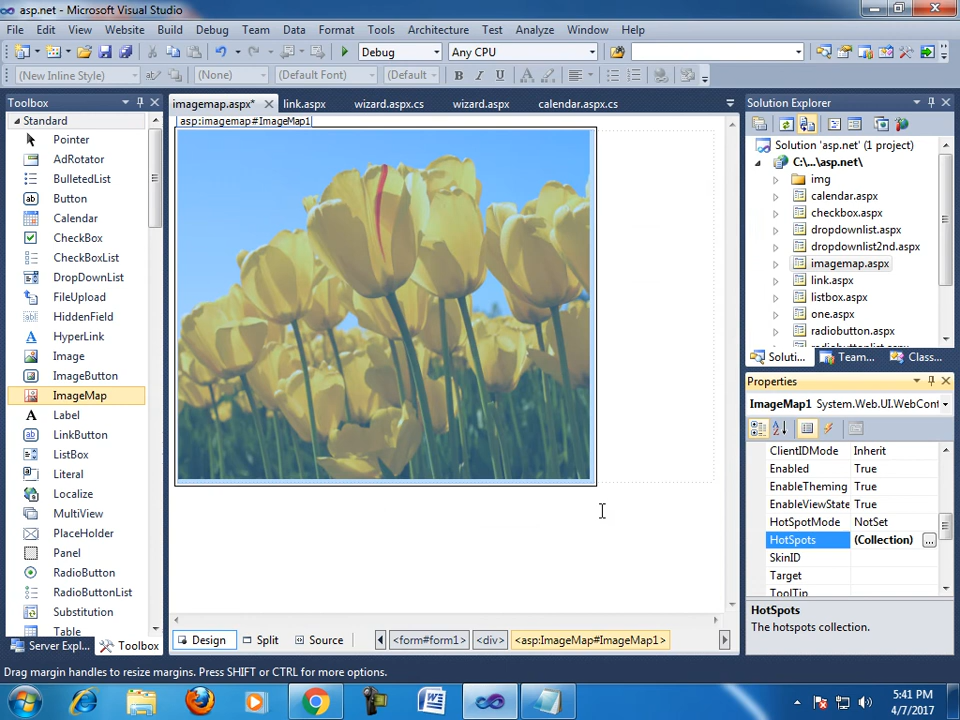 asp.net - Microsoft Visual Studio
File Edit View Website Build Debug Team Data Format Architecture Tools Test Analyze Window Help
Debug Any CPU
(New Inline Style) (None) (Default Font) (Default B I U A
Toolbox
Standard
Pointer
AdRotator
BulletedList
Button
Calendar
CheckBox
CheckBoxList
DropDownList
FileUpload
HiddenField
HyperLink
Image
ImageButton
ImageMap
Label
LinkButton
ListBox
Literal
Localize
MultiView
PlaceHolder
Panel
RadioButton
RadioButtonList
Substitution
Table
Server Expl... Toolbox
imagemap.aspx* link.aspx wizard.aspx.cs wizard.aspx calendar.aspx.cs
asp:imagemap#ImageMap1
Design Split Source <form#form1> <div> <asp:ImageMap#ImageMap1>
Solution Explorer
Solution 'asp.net' (1 project)
C:\...\asp.net\
img
calendar.aspx
checkbox.aspx
dropdownlist.aspx
dropdownlist2nd.aspx
imagemap.aspx
link.aspx
listbox.aspx
one.aspx
radiobutton.aspx
radiobuttonlist.aspx
Soluti... Team... Class...
Properties
ImageMap1 System.Web.UI.WebCont
ClientIDMode Inherit
Enabled True
EnableTheming True
EnableViewState True
HotSpotMode NotSet
HotSpots (Collection) ...
SkinID
Target
ToolTip
HotSpots
The hotspots collection.
Drag margin handles to resize margins. Press SHIFT or CTRL for more options.
5:41 PM
4/7/2017